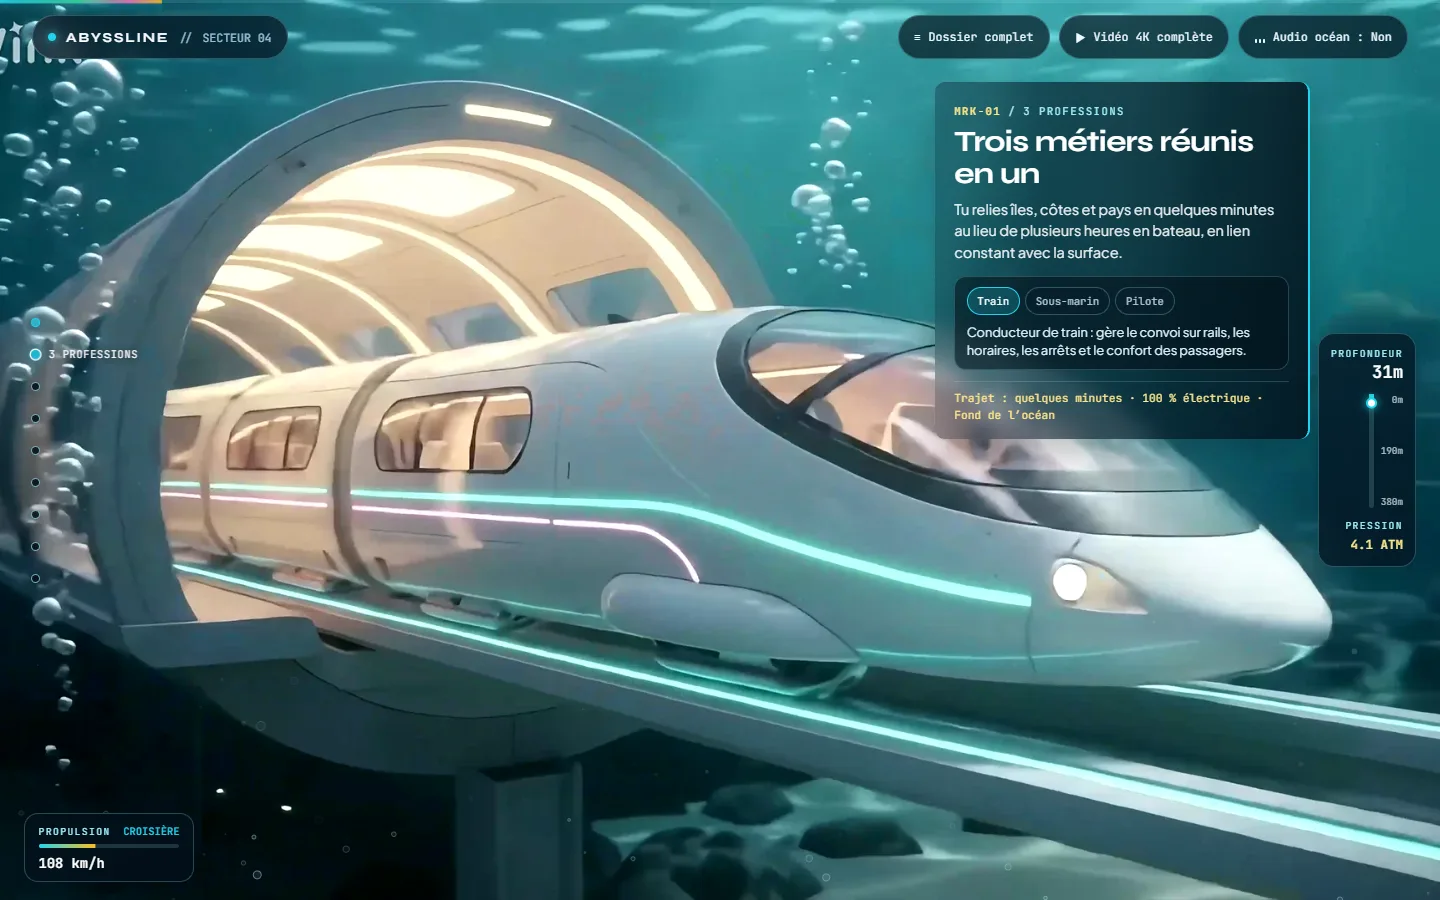 ABYSSLINE // SECTEUR 04
≡ Dossier complet
▶ Vidéo 4K complète
Audio océan : Non
MRK-01 / 3 PROFESSIONS
Trois métiers réunis
en un
Tu relies îles, côtes et pays en quelques minutes
au lieu de plusieurs heures en bateau, en lien
constant avec la surface.
Train
Sous-marin
Pilote
Conducteur de train : gère le convoi sur rails, les
horaires, les arrêts et le confort des passagers.
Trajet : quelques minutes · 100 % électrique ·
Fond de l’océan
3 PROFESSIONS
PROFONDEUR
31m
0m
190m
380m
PRESSION
4.1 ATM
PROPULSION CROISIÈRE
108 km/h